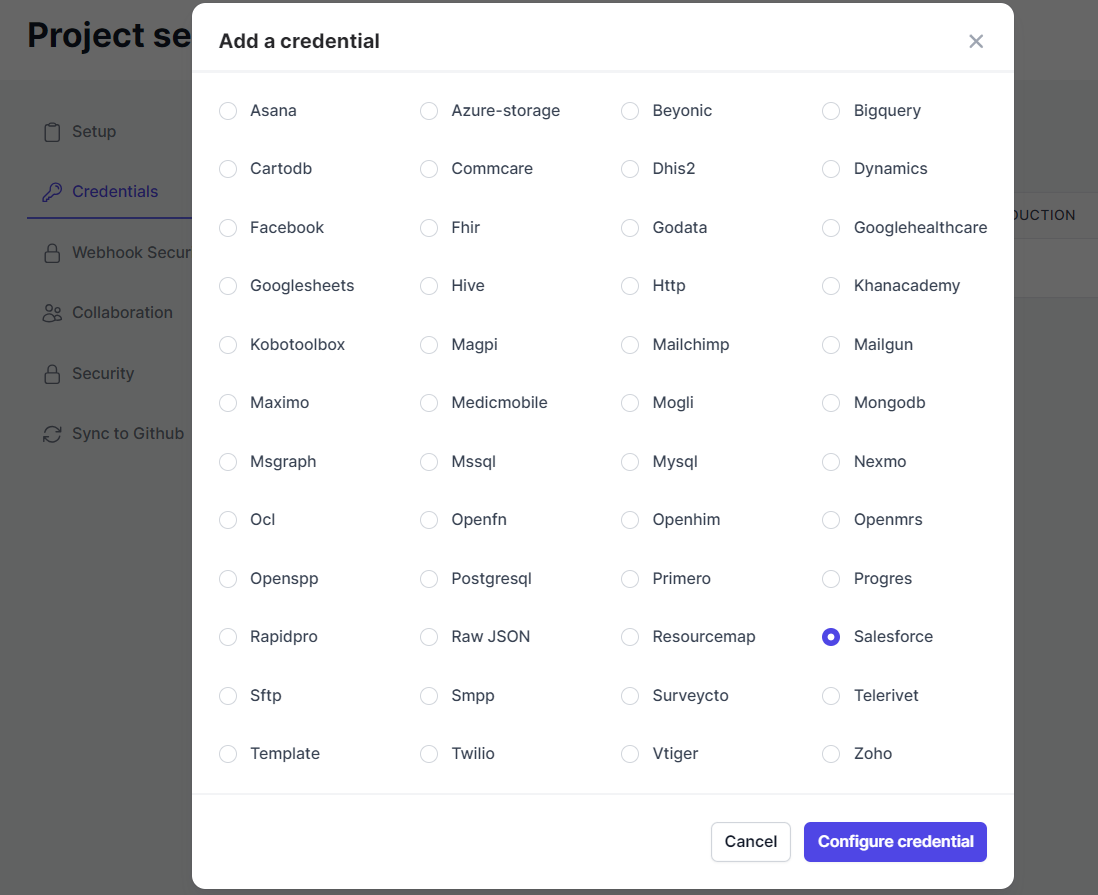 Project se
Add a credential
Setup
Credentials
Webhook Secur
Collaboration
Security
Sync to Github
Asana Azure-storage Beyonic Bigquery
Cartodb Commcare Dhis2 Dynamics
Facebook Fhir Godata Googlehealthcare
Googlesheets Hive Http Khanacademy
Kobotoolbox Magpi Mailchimp Mailgun
Maximo Medicmobile Mogli Mongodb
Msgraph Mssql Mysql Nexmo
Ocl Openfn Openhim Openmrs
Openspp Postgresql Primero Progres
Rapidpro Raw JSON Resourcemap Salesforce
Sftp Smpp Surveycto Telerivet
Template Twilio Vtiger Zoho
DUCTION
Cancel Configure credential